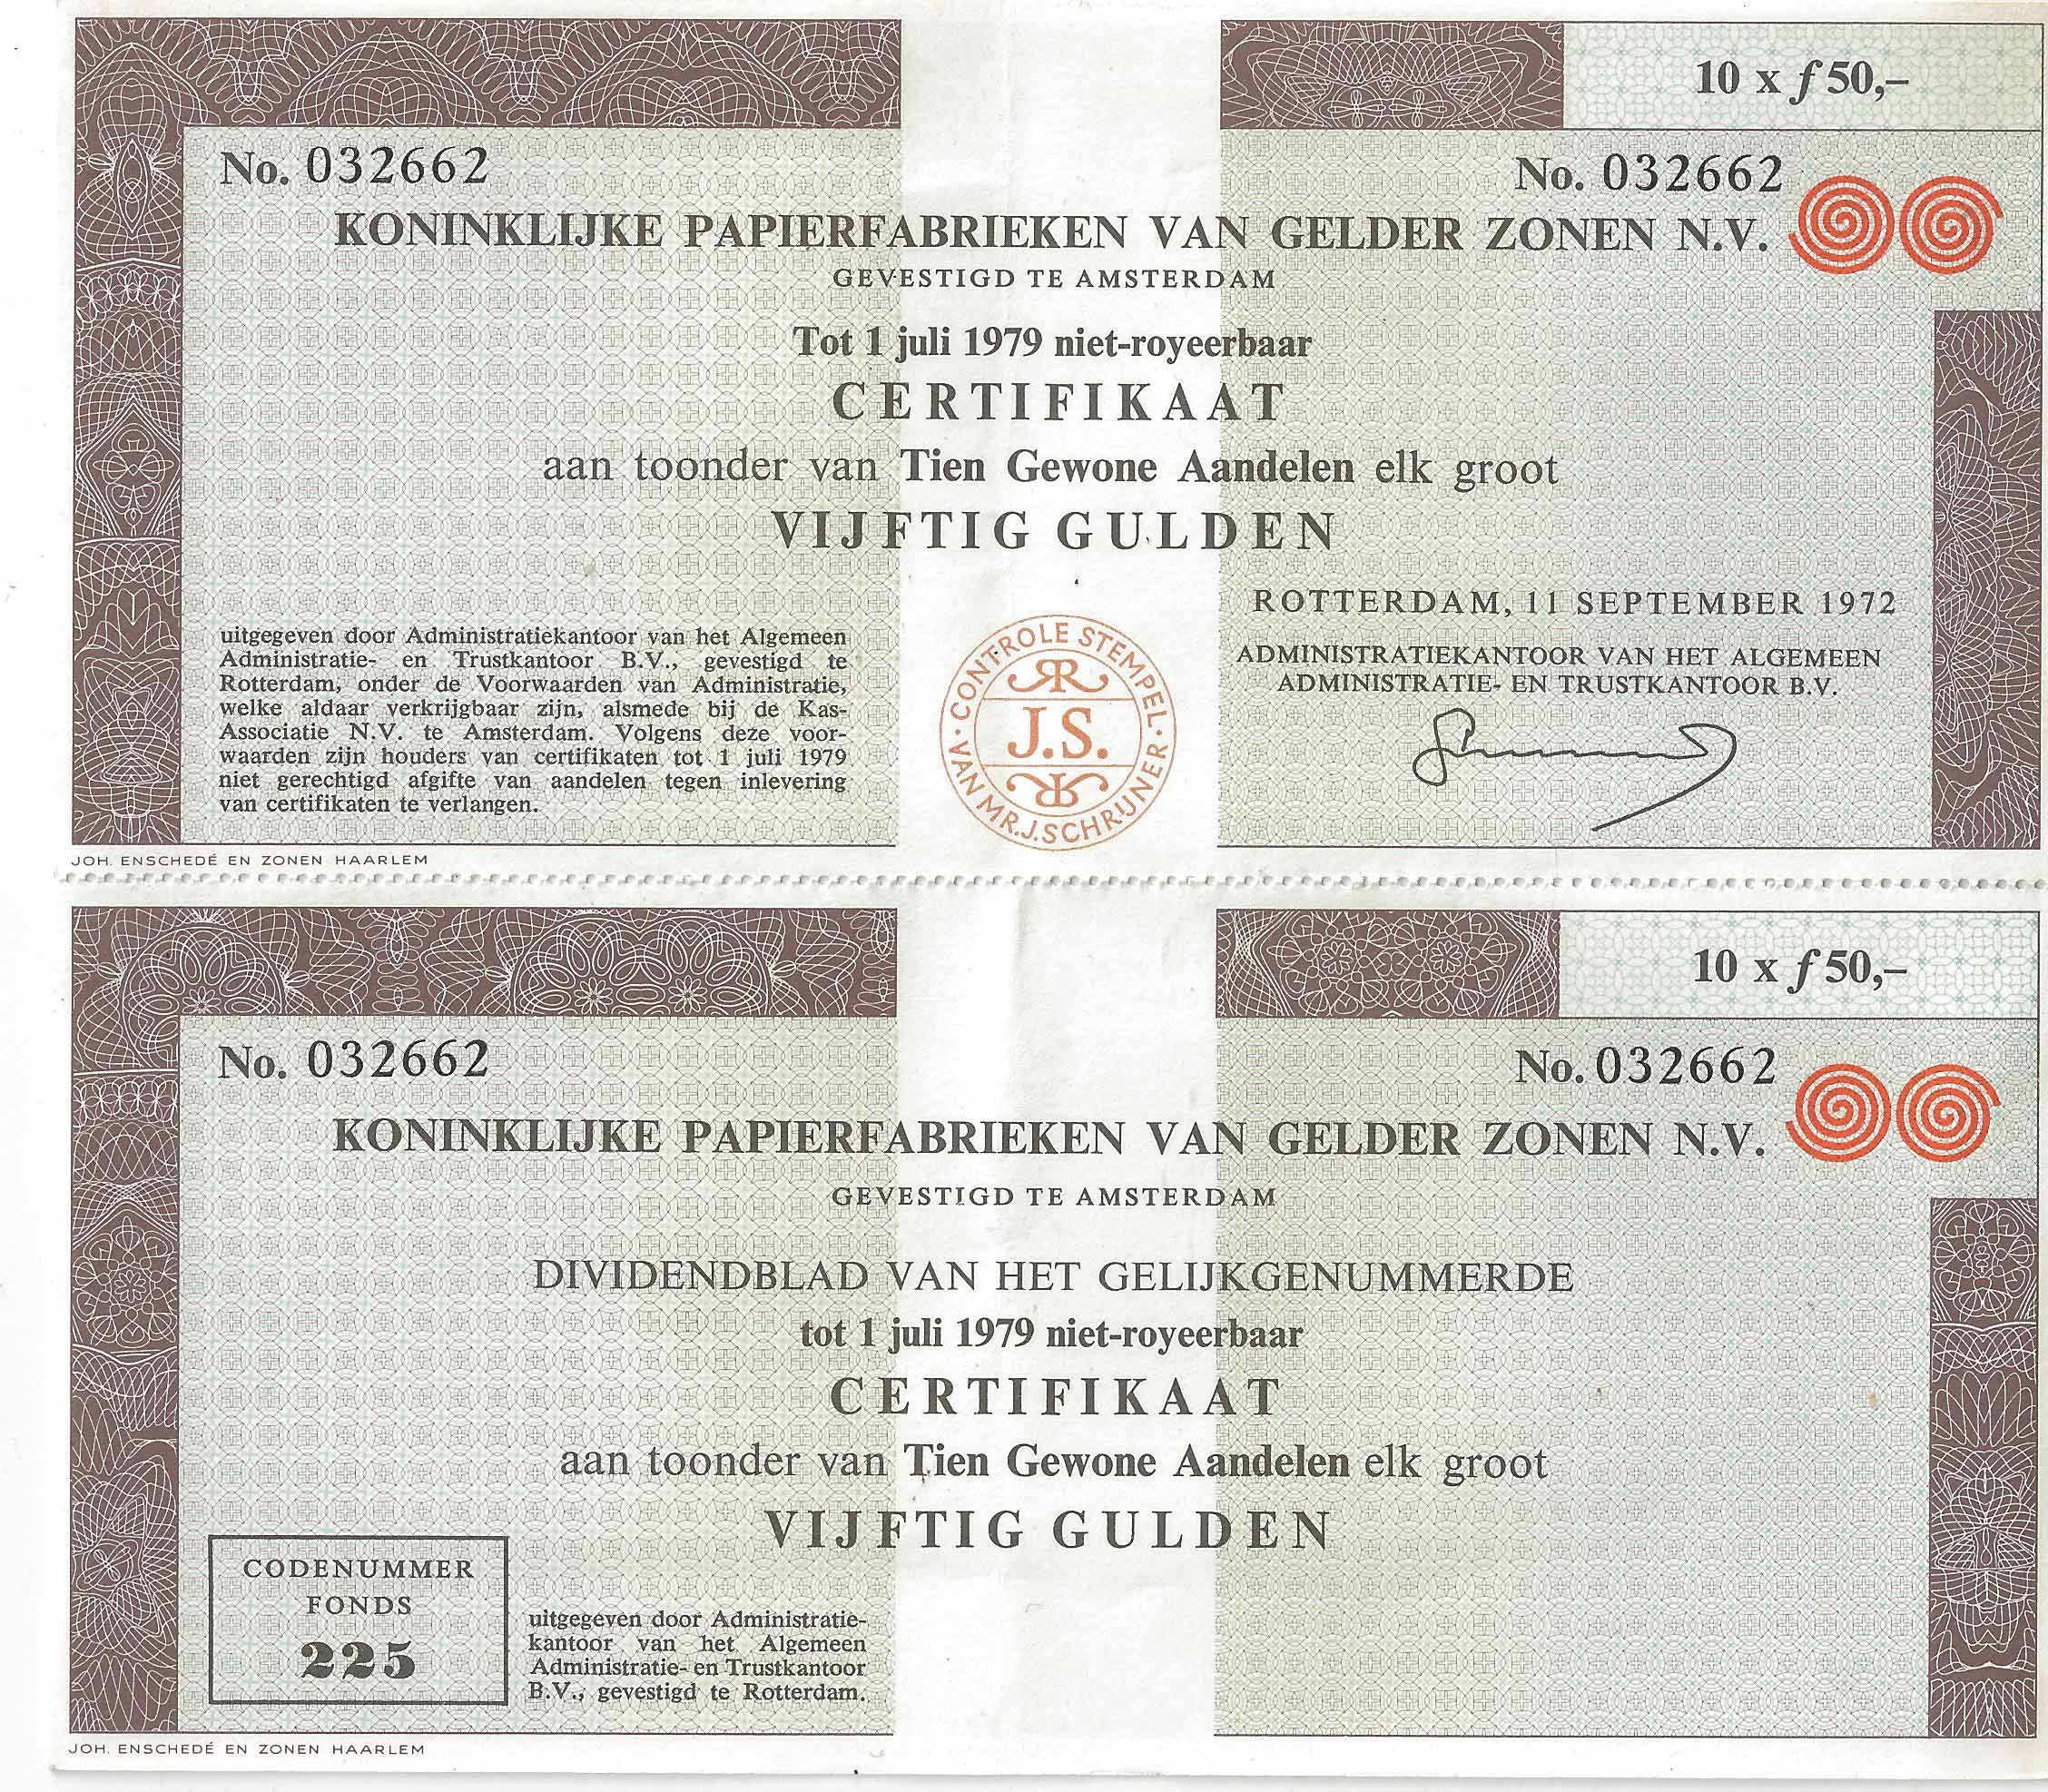 10 x ƒ 50,–
No. 032662
No. 032662
KONINKLIJKE PAPIERFABRIEKEN VAN GELDER ZONEN N.V.
GEVESTIGD TE AMSTERDAM
Tot 1 juli 1979 niet-royeerbaar
CERTIFIKAAT
aan toonder van Tien Gewone Aandelen elk groot
VIJFTIG GULDEN
ROTTERDAM, 11 SEPTEMBER 1972
ADMINISTRATIEKANTOOR VAN HET ALGEMEEN
ADMINISTRATIE- EN TRUSTKANTOOR B.V.
uitgegeven door Administratiekantoor van het Algemeen
Administratie- en Trustkantoor B.V., gevestigd te
Rotterdam, onder de Voorwaarden van Administratie,
welke aldaar verkrijgbaar zijn, alsmede bij de Kas-
Associatie N.V. te Amsterdam. Volgens deze voor-
waarden zijn houders van certifikaten tot 1 juli 1979
niet gerechtigd afgifte van aandelen tegen inlevering
van certifikaten te verlangen.
CONTROLE STEMPEL
J.S.
VAN MR. J. SCHRIJNER
JOH. ENSCHEDÉ EN ZONEN HAARLEM
10 x ƒ 50,–
No. 032662
No. 032662
KONINKLIJKE PAPIERFABRIEKEN VAN GELDER ZONEN N.V.
GEVESTIGD TE AMSTERDAM
DIVIDENDBLAD VAN HET GELIJKGENUMMERDE
tot 1 juli 1979 niet-royeerbaar
CERTIFIKAAT
aan toonder van Tien Gewone Aandelen elk groot
VIJFTIG GULDEN
CODENUMMER
FONDS
225
uitgegeven door Administratie-
kantoor van het Algemeen
Administratie- en Trustkantoor
B.V., gevestigd te Rotterdam.
JOH. ENSCHEDÉ EN ZONEN HAARLEM